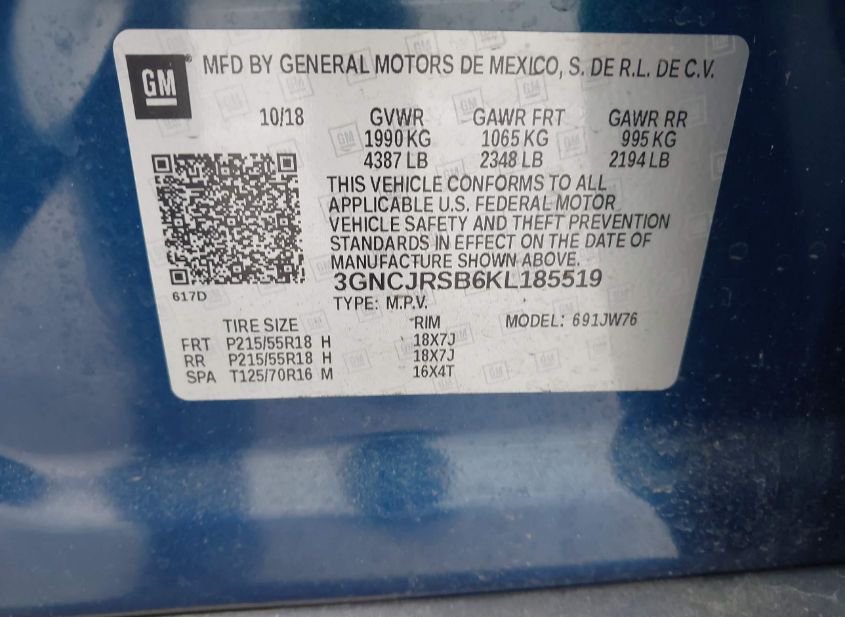 GM MFD BY GENERAL MOTORS DE MEXICO, S. DE R.L. DE C.V.
10/18 GVWR GAWR FRT GAWR RR
1990 KG 1065 KG 995 KG
4387 LB 2348 LB 2194 LB
THIS VEHICLE CONFORMS TO ALL
APPLICABLE U.S. FEDERAL MOTOR
VEHICLE SAFETY AND THEFT PREVENTION
STANDARDS IN EFFECT ON THE DATE OF
MANUFACTURE SHOWN ABOVE.
3GNCJRSB6KL185519
617D
TYPE: M.P.V.
TIRE SIZE RIM MODEL: 691JW76
FRT P215/55R18 H 18X7J
RR P215/55R18 H 18X7J
SPA T125/70R16 M 16X4T